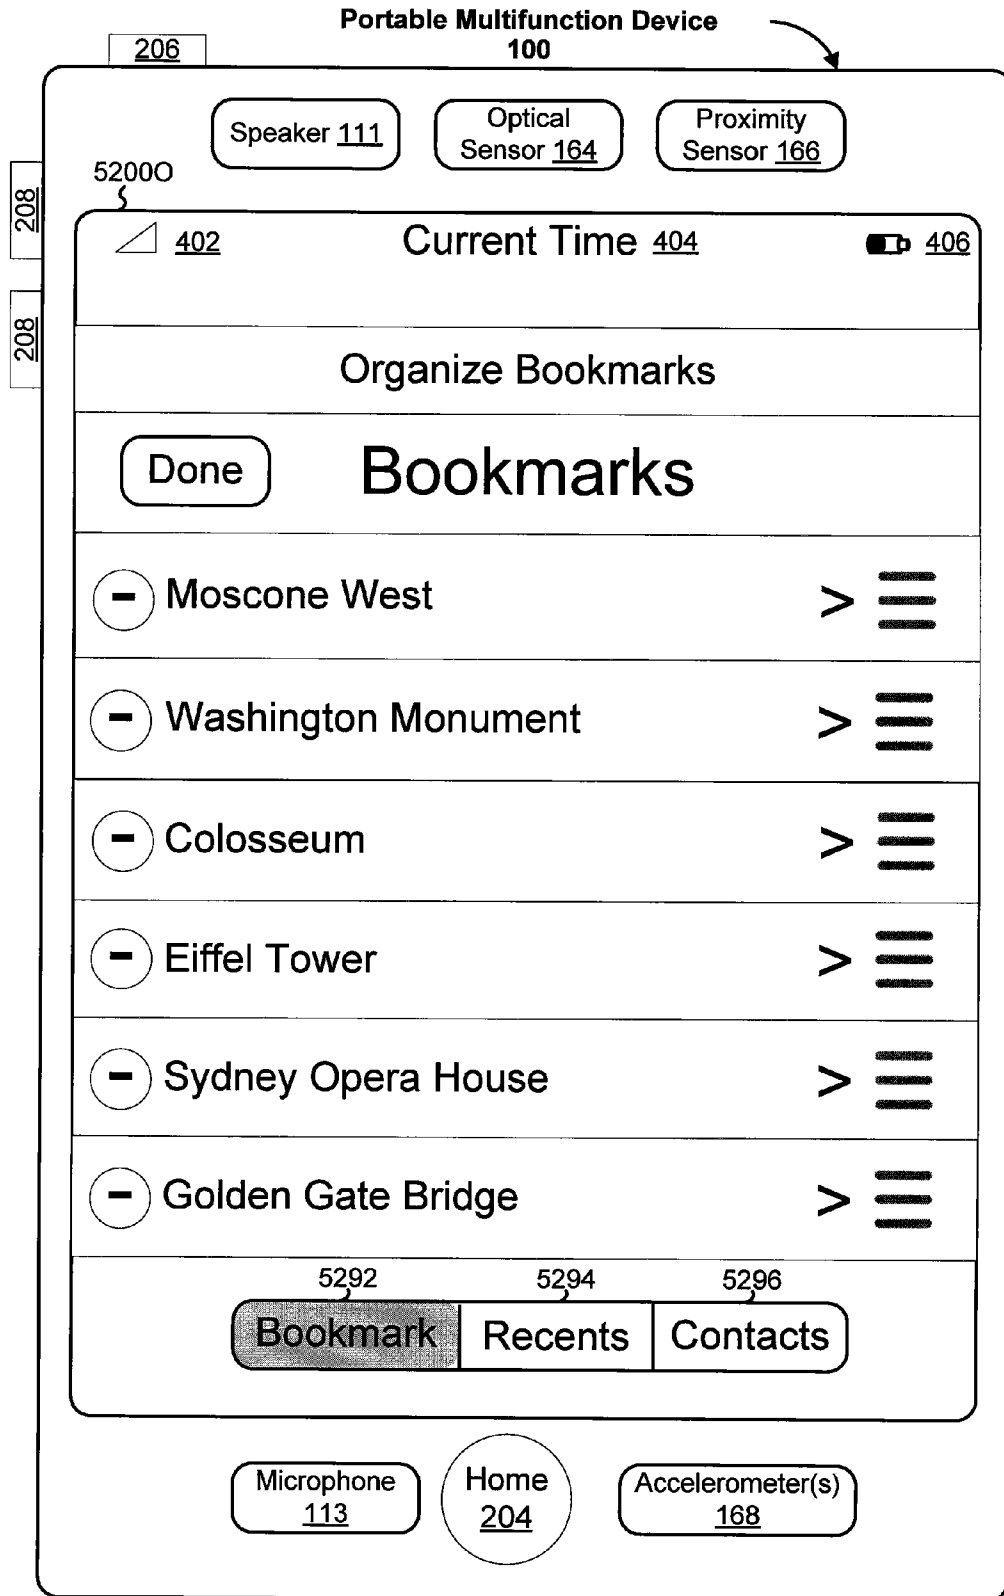 Portable Multifunction Device
100
206
Speaker 111
Optical
Sensor 164
Proximity
Sensor 166
5200O
208
208
402
Current Time 404
406
Organize Bookmarks
Done
Bookmarks
- Moscone West >
- Washington Monument >
- Colosseum >
- Eiffel Tower >
- Sydney Opera House >
- Golden Gate Bridge >
5292
5294
5296
Bookmark
Recents
Contacts
Microphone
113
Home
204
Accelerometer(s)
168